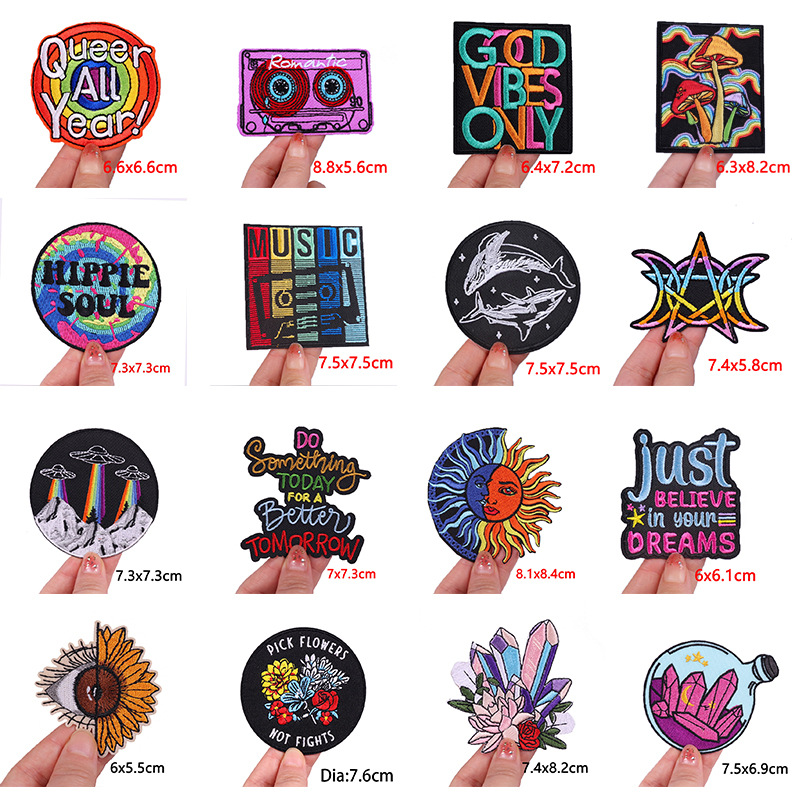 Queer
All
Year!
6.6x6.6cm
Romantic
90
8.8x5.6cm
GOOD
VIBES
ONLY
6.4x7.2cm
6.3x8.2cm
HIPPIE
SOUL
7.3x7.3cm
MUSIC
7.5x7.5cm
7.5x7.5cm
7.4x5.8cm
7.3x7.3cm
DO
Something
TODAY
FOR A
Better
TOMORROW
7x7.3cm
8.1x8.4cm
just
BELIEVE
in your
DREAMS
6x6.1cm
6x5.5cm
PICK FLOWERS
NOT FIGHTS
Dia:7.6cm
7.4x8.2cm
7.5x6.9cm